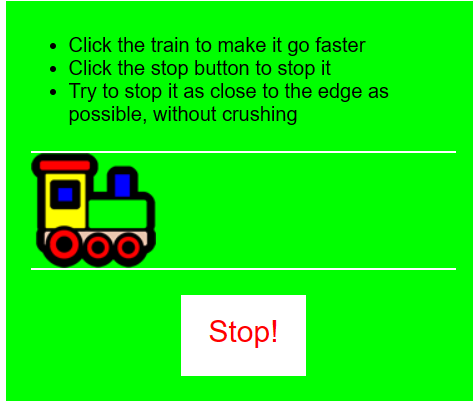 Click the train to make it go faster
Click the stop button to stop it
Try to stop it as close to the edge as
possible, without crushing
Stop!